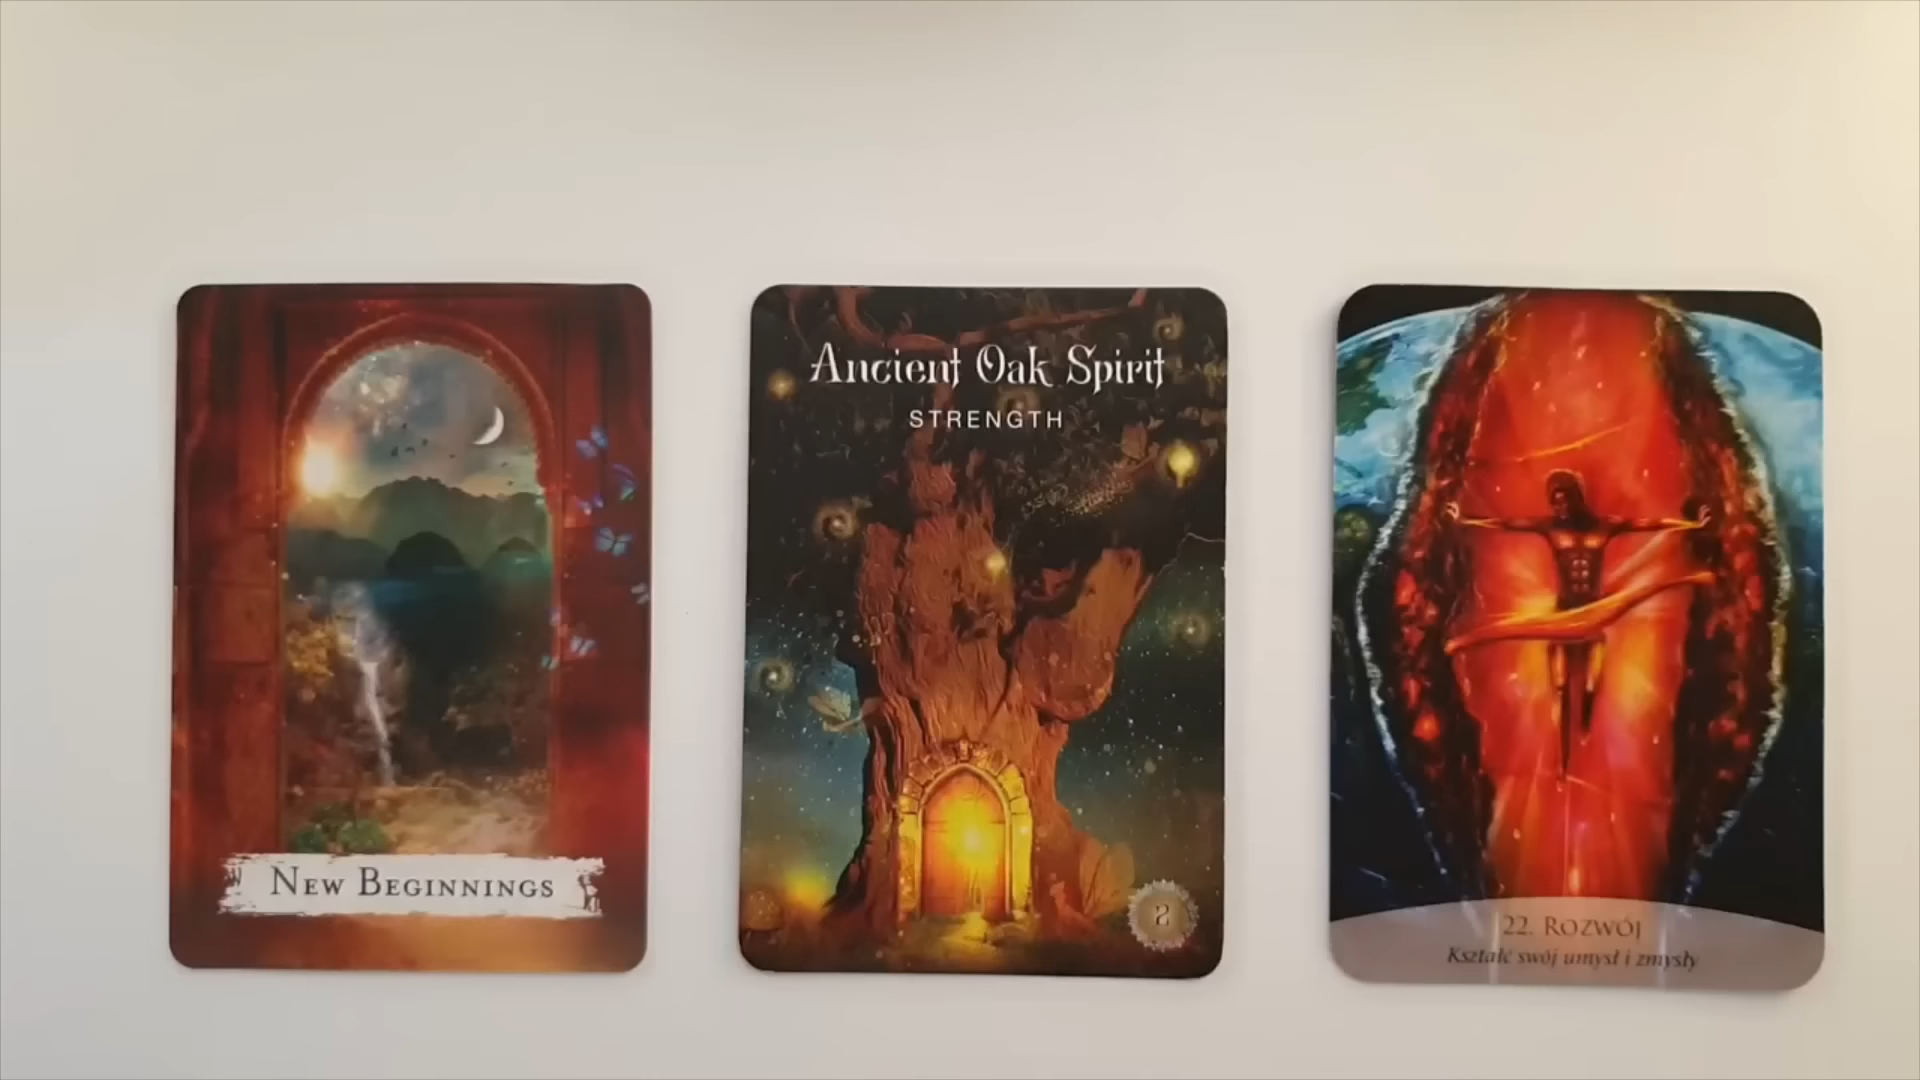 New Beginnings
Ancient Oak Spirit
STRENGTH
2
22. Rozwój
Kształć swój umysł i zmysły